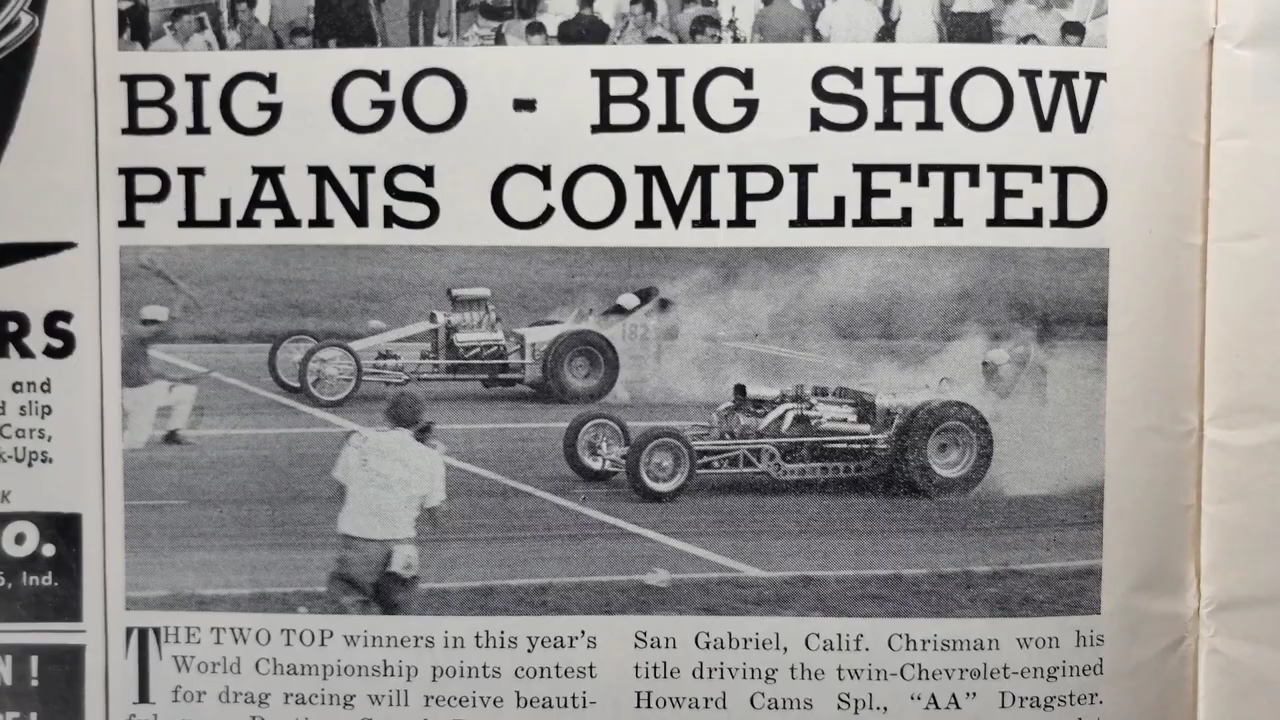 BIG GO - BIG SHOW
PLANS COMPLETED
RS
and
slip
Cars,
k-Ups.
K
O.
5, Ind.
N!
182
THE TWO TOP winners in this year's
World Championship points contest
for drag racing will receive beauti-
San Gabriel, Calif. Chrisman won his
title driving the twin-Chevrolet-engined
Howard Cams Spl., "AA" Dragster.